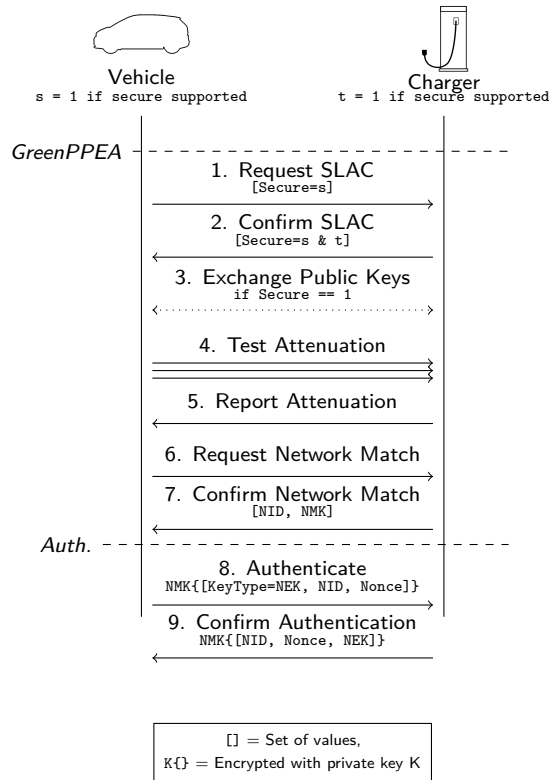 Vehicle
s = 1 if secure supported
Charger
t = 1 if secure supported
GreenPPEA
1. Request SLAC
[Secure=s]
2. Confirm SLAC
[Secure=s & t]
3. Exchange Public Keys
if Secure == 1
4. Test Attenuation
5. Report Attenuation
6. Request Network Match
7. Confirm Network Match
[NID, NMK]
Auth.
8. Authenticate
NMK{[KeyType=NEK, NID, Nonce]}
9. Confirm Authentication
NMK{[NID, Nonce, NEK]}
[] = Set of values,
K{} = Encrypted with private key K